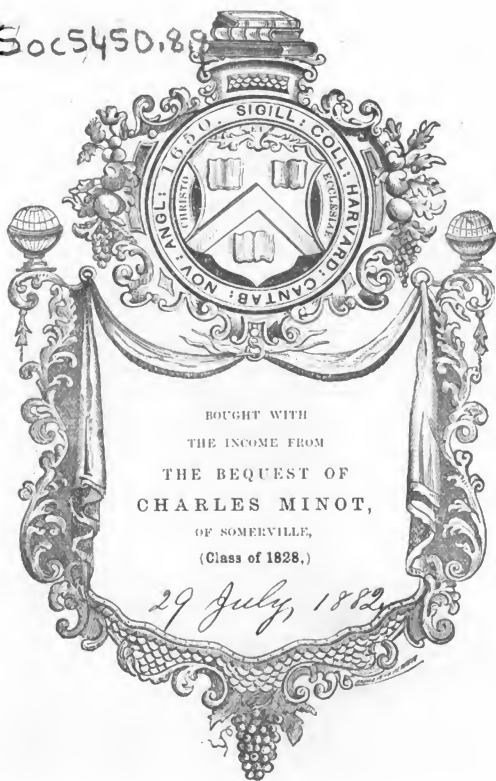 Soc5450.89
SIGILL: COLL: HARVARD: CANTAB: NOV: ANGL: 1650.
CHRISTO
ET
ECCLESIAE
BOUGHT WITH
THE INCOME FROM
THE BEQUEST OF
CHARLES MINOT,
OF SOMERVILLE,
(Class of 1828,)
29 July, 1882,